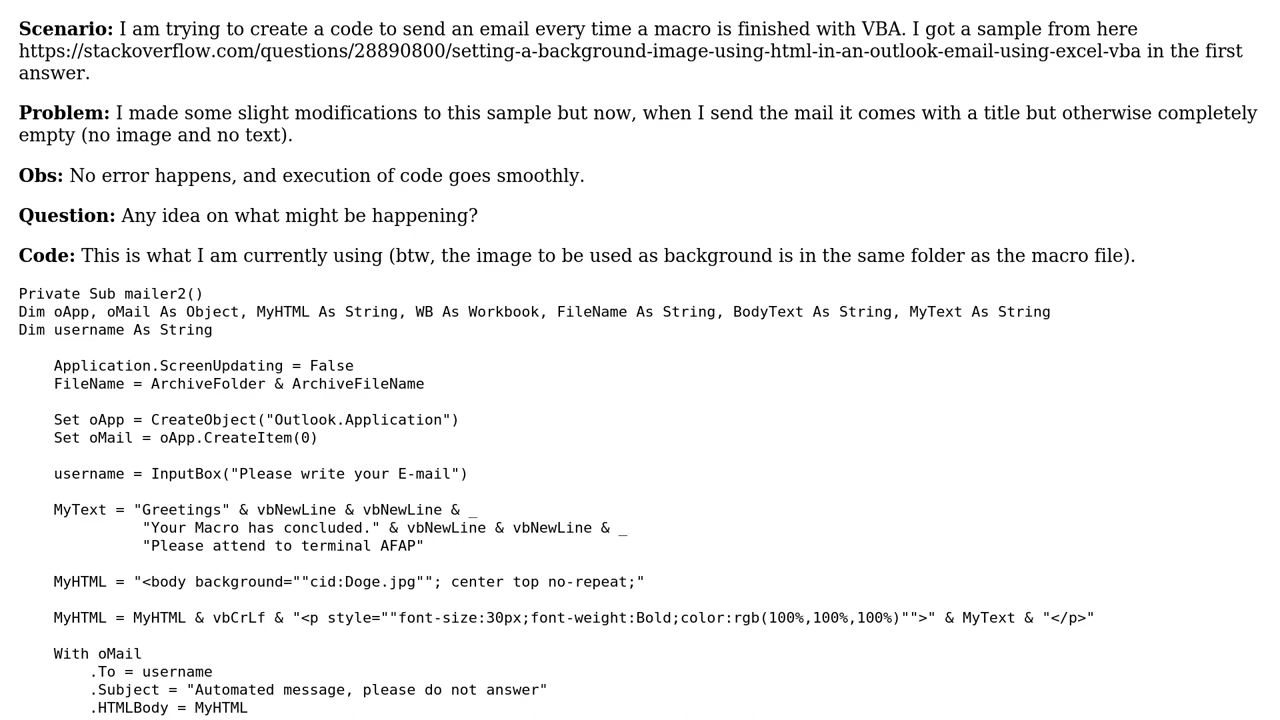 Scenario: I am trying to create a code to send an email every time a macro is finished with VBA. I got a sample from here
https://stackoverflow.com/questions/28890800/setting-a-background-image-using-html-in-an-outlook-email-using-excel-vba in the first
answer.
Problem: I made some slight modifications to this sample but now, when I send the mail it comes with a title but otherwise completely
empty (no image and no text).
Obs: No error happens, and execution of code goes smoothly.
Question: Any idea on what might be happening?
Code: This is what I am currently using (btw, the image to be used as background is in the same folder as the macro file).
Private Sub mailer2()
Dim oApp, oMail As Object, MyHTML As String, WB As Workbook, FileName As String, BodyText As String, MyText As String
Dim username As String
    Application.ScreenUpdating = False
    FileName = ArchiveFolder & ArchiveFileName
    Set oApp = CreateObject("Outlook.Application")
    Set oMail = oApp.CreateItem(0)
    username = InputBox("Please write your E-mail")
    MyText = "Greetings" & vbNewLine & vbNewLine & _
              "Your Macro has concluded." & vbNewLine & vbNewLine & _
              "Please attend to terminal AFAP"
    MyHTML = "<body background=""cid:Doge.jpg""; center top no-repeat;"
    MyHTML = MyHTML & vbCrLf & "<p style=""font-size:30px;font-weight:Bold;color:rgb(100%,100%,100%)"">" & MyText & "</p>"
    With oMail
        .To = username
        .Subject = "Automated message, please do not answer"
        .HTMLBody = MyHTML